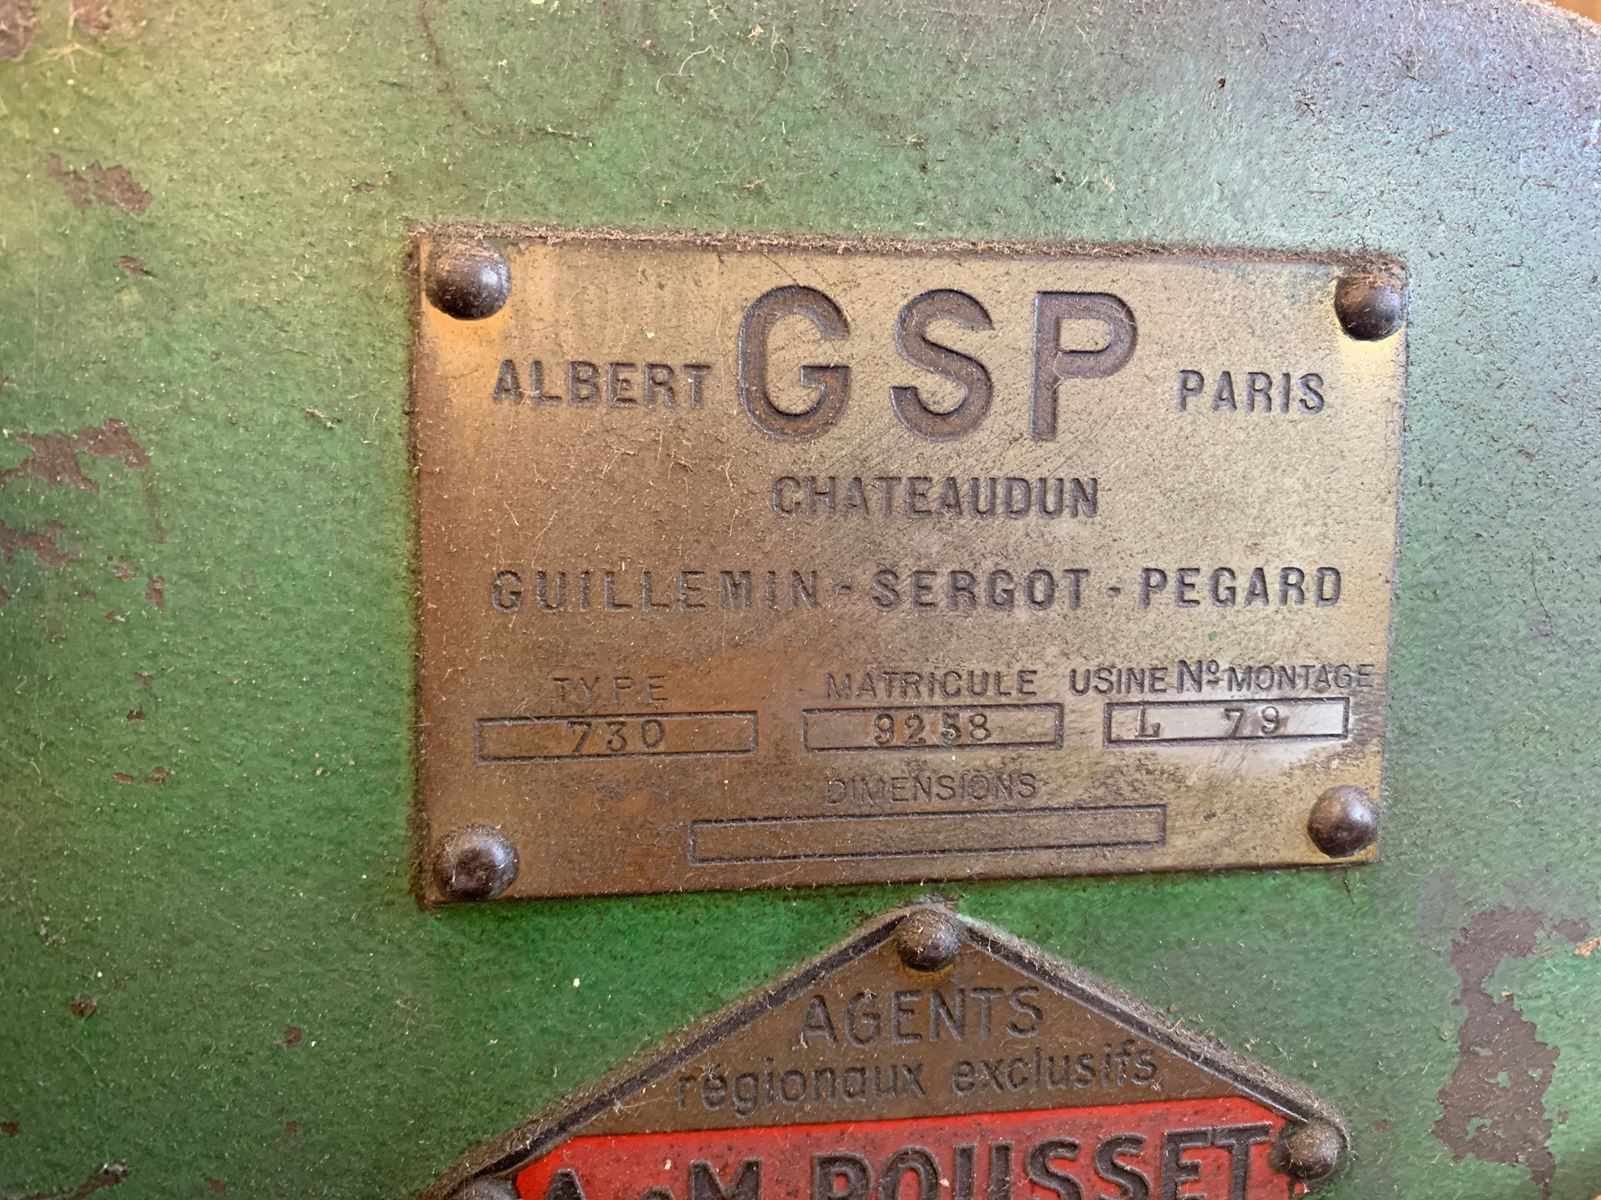 ALBERT GSP PARIS
CHATEAUDUN
GUILLEMIN - SERGOT - PEGARD
TYPE MATRICULE USINE Nº MONTAGE
730 9258 L 79
DIMENSIONS
AGENTS
régionaux exclusifs
A.-M. POUSSET